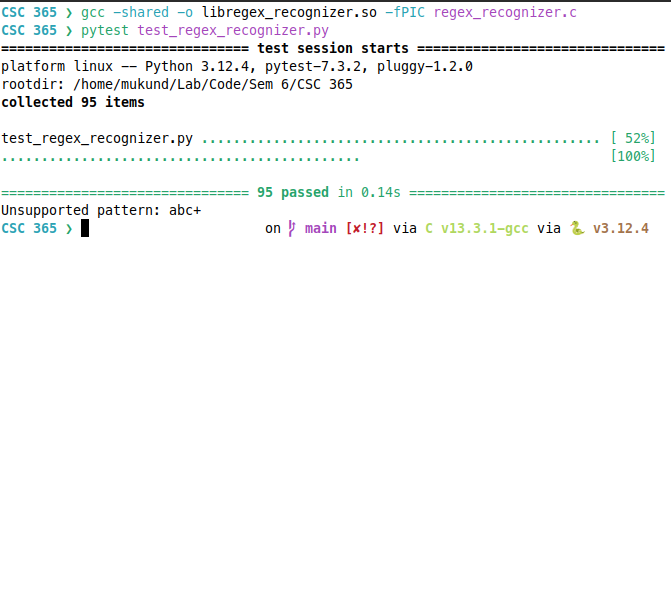 CSC 365 ❯ gcc -shared -o libregex_recognizer.so -fPIC regex_recognizer.c
CSC 365 ❯ pytest test_regex_recognizer.py
=============================== test session starts ===============================
platform linux -- Python 3.12.4, pytest-7.3.2, pluggy-1.2.0
rootdir: /home/mukund/Lab/Code/Sem 6/CSC 365
collected 95 items
test_regex_recognizer.py .................................................. [ 52%]
............................................. [100%]
=============================== 95 passed in 0.14s ================================
Unsupported pattern: abc+
CSC 365 ❯ on main [✘!?] via C v13.3.1-gcc via 🐍 v3.12.4